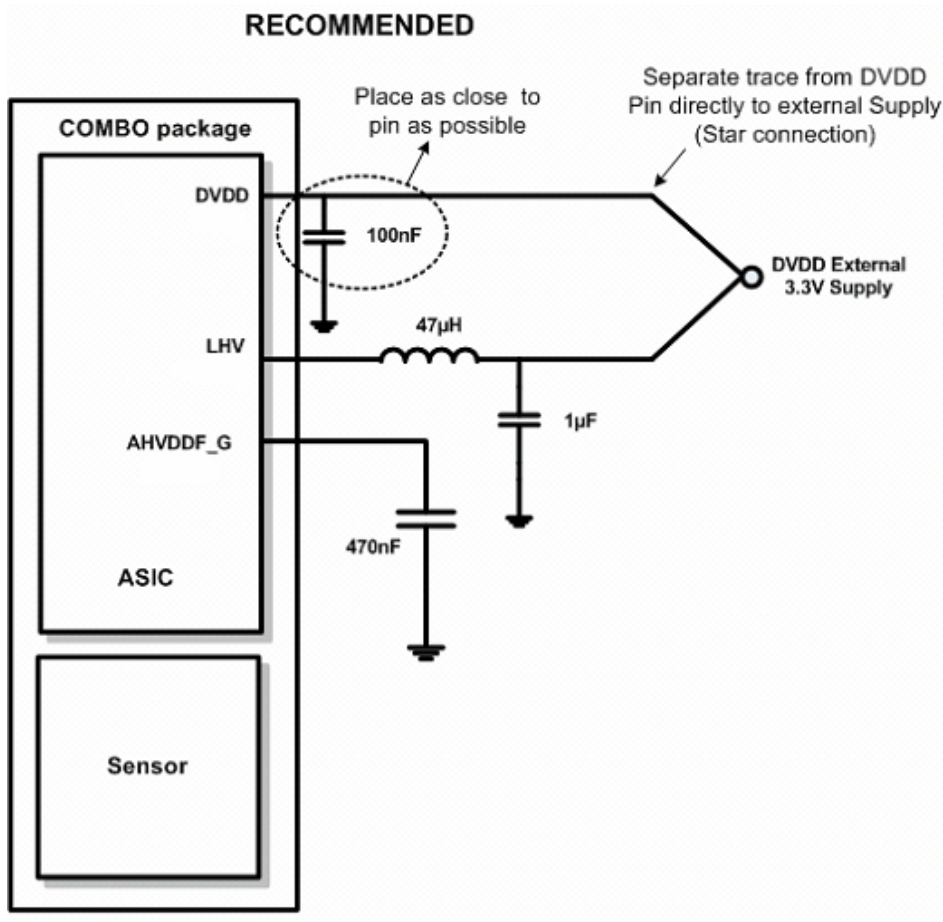 RECOMMENDED
Place as close to
pin as possible
Separate trace from DVDD
Pin directly to external Supply
(Star connection)
COMBO package
DVDD
100nF
DVDD External
3.3V Supply
47µH
LHV
1µF
AHVDDF_G
470nF
ASIC
Sensor